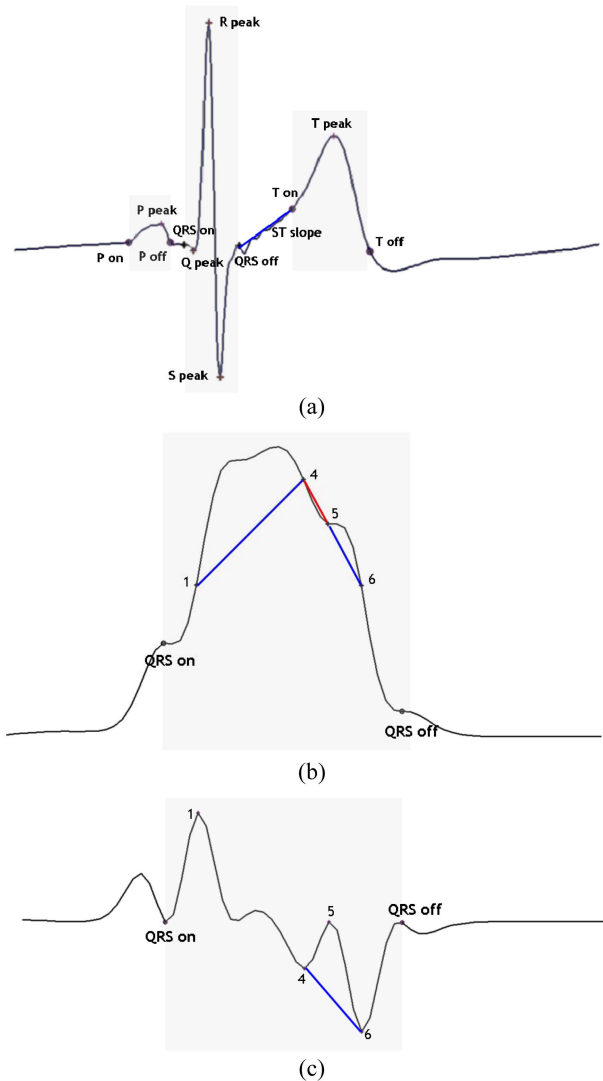 R peak
T peak
T on
P peak
QRS on
ST slope
T off
P on
P off
Q peak
QRS off
S peak
(a)
4
5
1
6
QRS on
QRS off
(b)
1
5
QRS off
QRS on
4
6
(c)